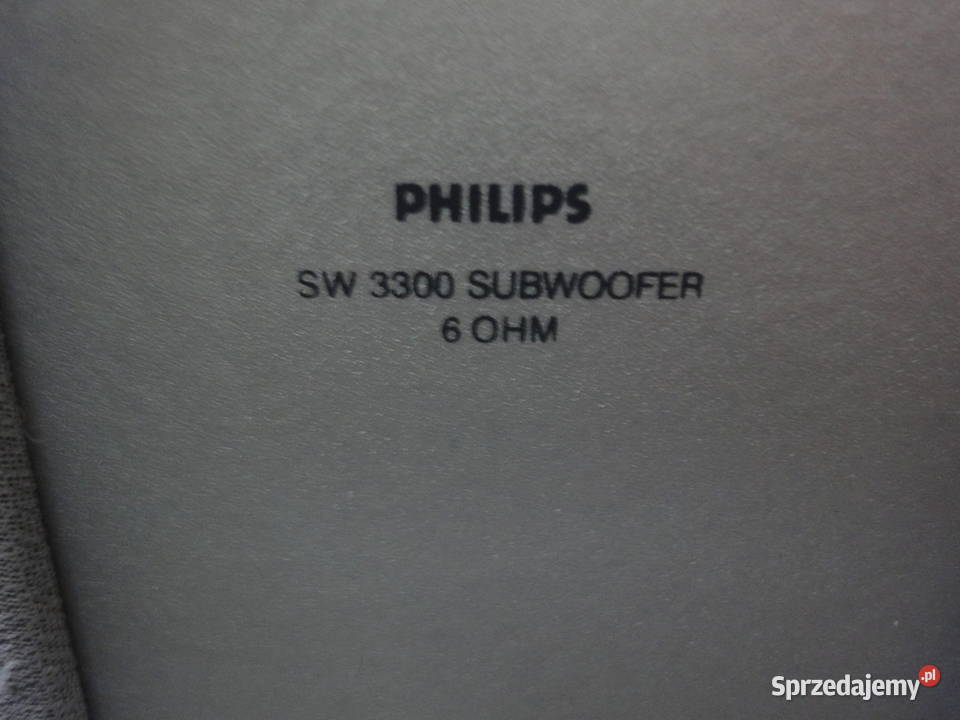 PHILIPS
SW 3300 SUBWOOFER
6 OHM
Sprzedajemy.pl